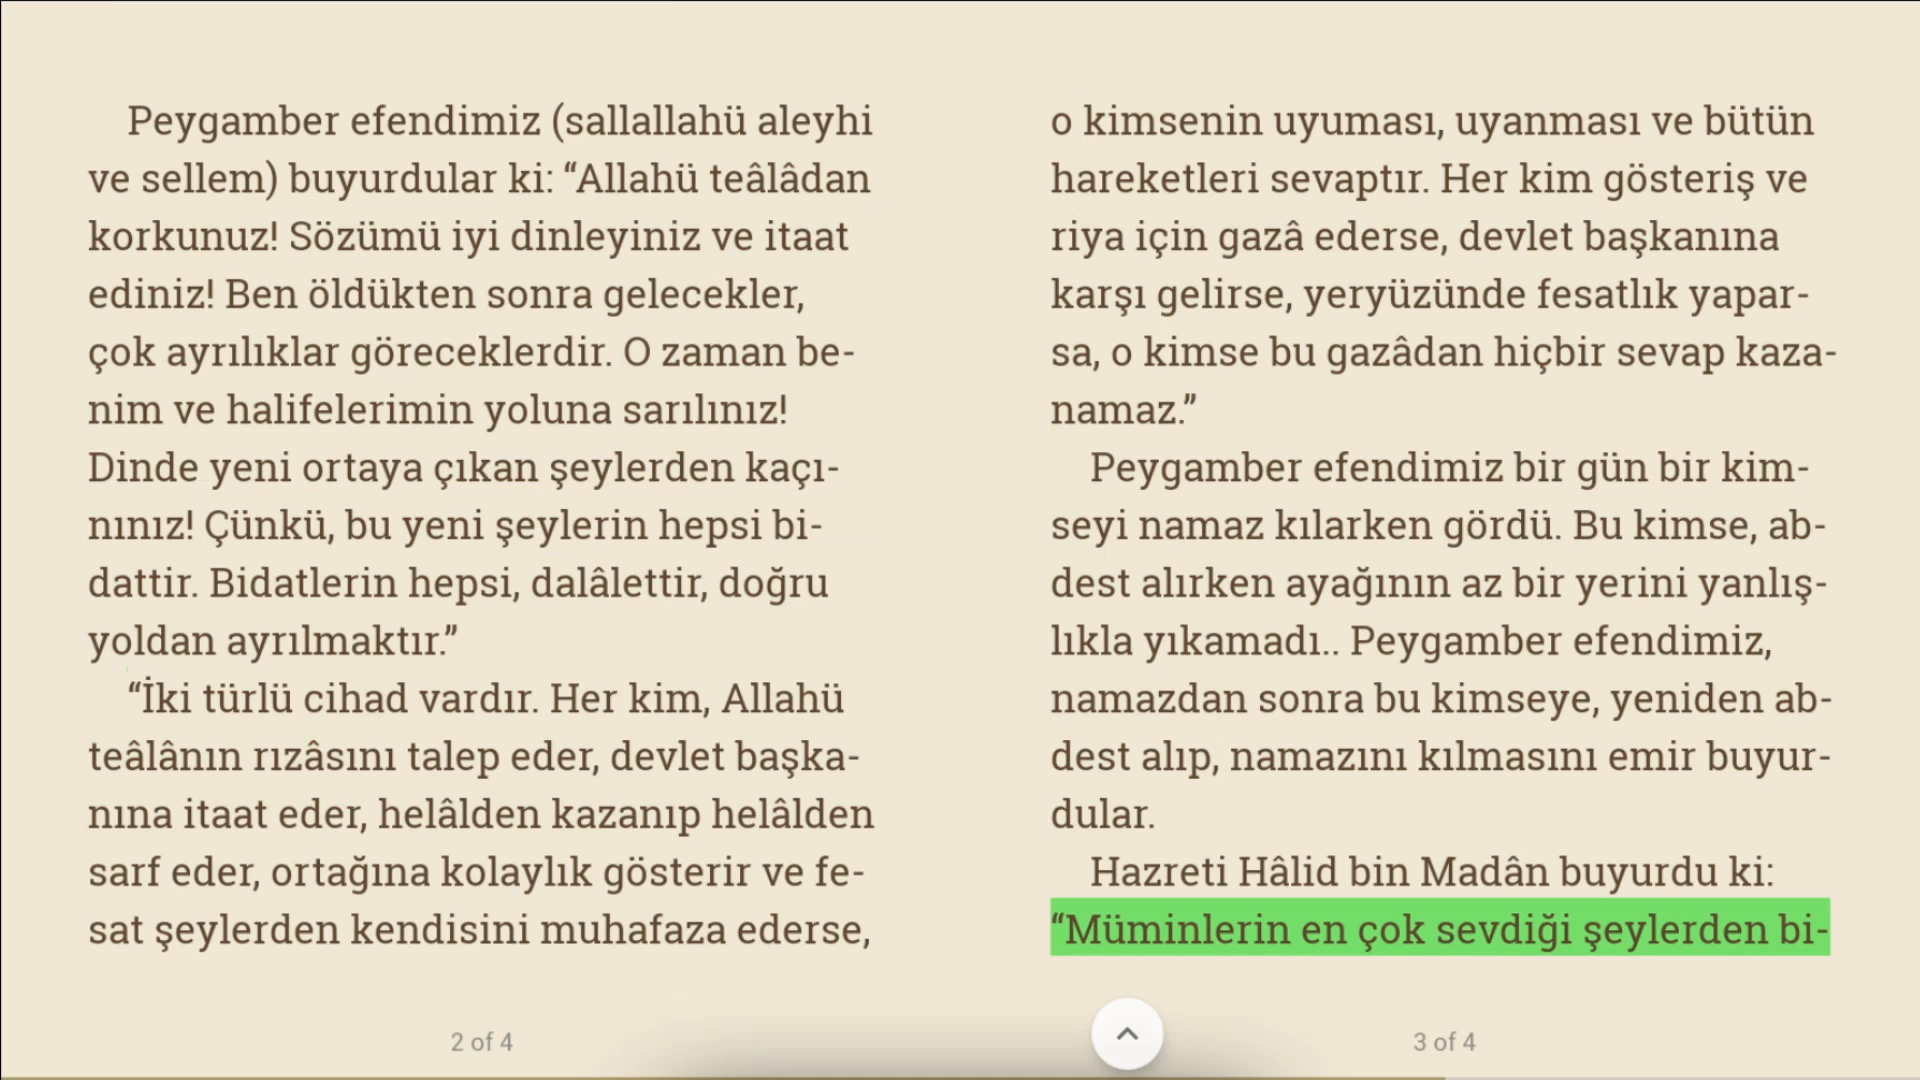 Peygamber efendimiz (sallallahü aleyhi
ve sellem) buyurdular ki: “Allahü teâlâdan
korkunuz! Sözümü iyi dinleyiniz ve itaat
ediniz! Ben öldükten sonra gelecekler,
çok ayrılıklar göreceklerdir. O zaman be-
nim ve halifelerimin yoluna sarılınız!
Dinde yeni ortaya çıkan şeylerden kaçı-
nınız! Çünkü, bu yeni şeylerin hepsi bi-
dattir. Bidatlerin hepsi, dalâlettir, doğru
yoldan ayrılmaktır.”
“İki türlü cihad vardır. Her kim, Allahü
teâlânın rızâsını talep eder, devlet başka-
nına itaat eder, helâlden kazanıp helâlden
sarf eder, ortağına kolaylık gösterir ve fe-
sat şeylerden kendisini muhafaza ederse,
2 of 4
o kimsenin uyuması, uyanması ve bütün
hareketleri sevaptır. Her kim gösteriş ve
riya için gazâ ederse, devlet başkanına
karşı gelirse, yeryüzünde fesatlık yapar-
sa, o kimse bu gazâdan hiçbir sevap kaza-
namaz.”
Peygamber efendimiz bir gün bir kim-
seyi namaz kılarken gördü. Bu kimse, ab-
dest alırken ayağının az bir yerini yanlış-
lıkla yıkamadı.. Peygamber efendimiz,
namazdan sonra bu kimseye, yeniden ab-
dest alıp, namazını kılmasını emir buyur-
dular.
Hazreti Hâlid bin Madân buyurdu ki:
“Müminlerin en çok sevdiği şeylerden bi-
3 of 4